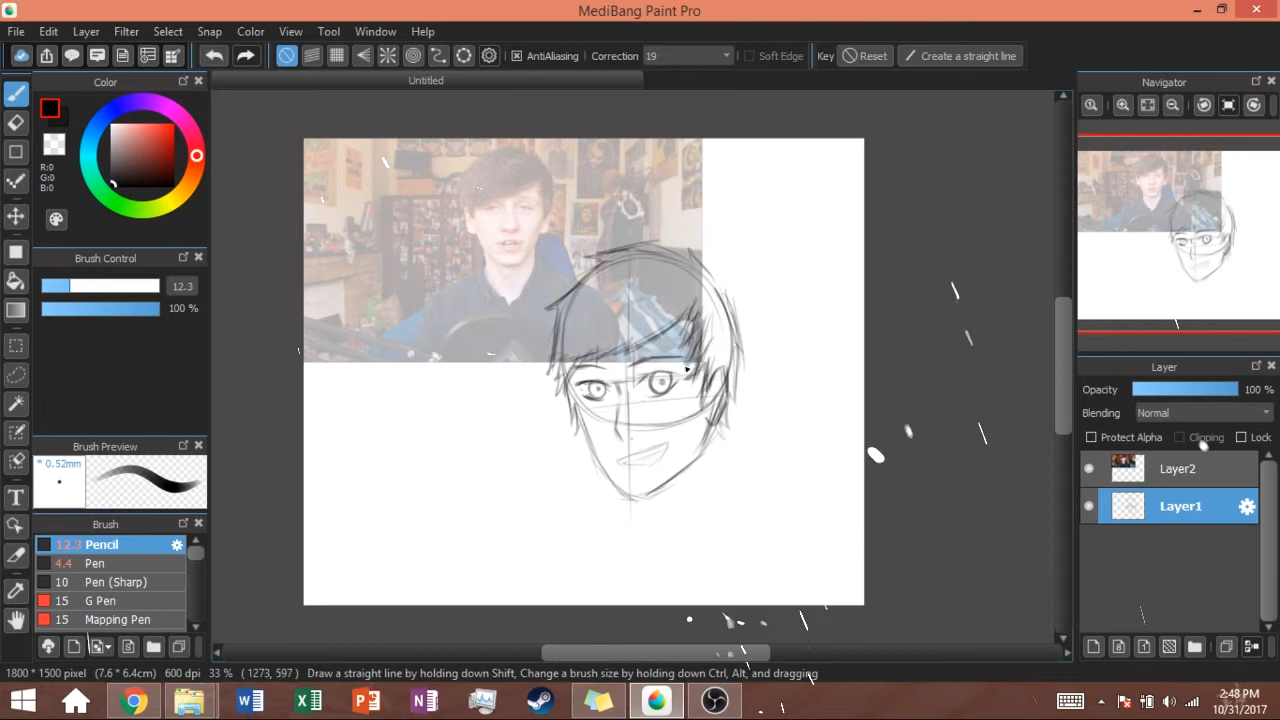 MediBang Paint Pro
File Edit Layer Filter Select Snap Color View Tool Window Help
AntiAliasing Correction 19 Soft Edge Key Reset Create a straight line
Color
Untitled
Navigator
R:0
G:0
B:0
Brush Control
12.3
100 %
Layer
Opacity 100 %
Blending Normal
Protect Alpha Clipping Lock
Brush Preview
* 0.52mm
Layer2
Layer1
Brush
12.3 Pencil
4.4 Pen
10 Pen (Sharp)
15 G Pen
15 Mapping Pen
1800 * 1500 pixel (7.6 * 6.4cm) 600 dpi 33 % ( 1273, 597 ) Draw a straight line by holding down Shift, Change a brush size by holding down Ctrl, Alt, and dragging
2:48 PM
10/31/2017